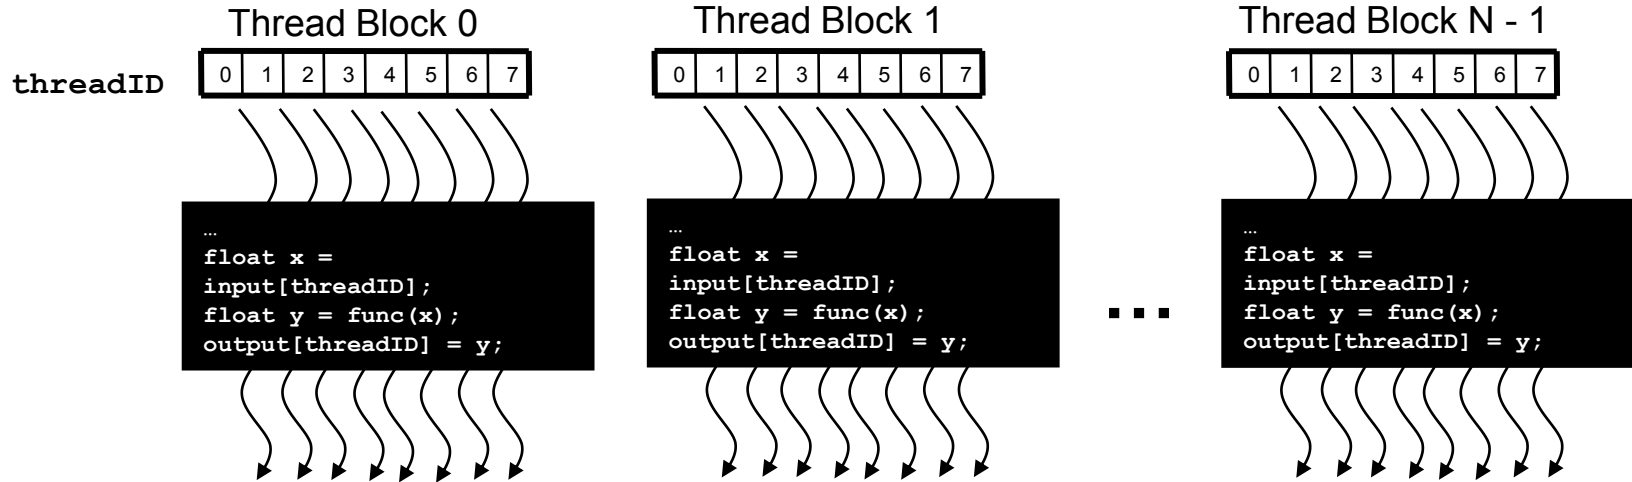 Thread Block 0
threadID
0 1 2 3 4 5 6 7
…
float x =
input[threadID];
float y = func(x);
output[threadID] = y;
Thread Block 1
0 1 2 3 4 5 6 7
…
float x =
input[threadID];
float y = func(x);
output[threadID] = y;
…
Thread Block N - 1
0 1 2 3 4 5 6 7
…
float x =
input[threadID];
float y = func(x);
output[threadID] = y;